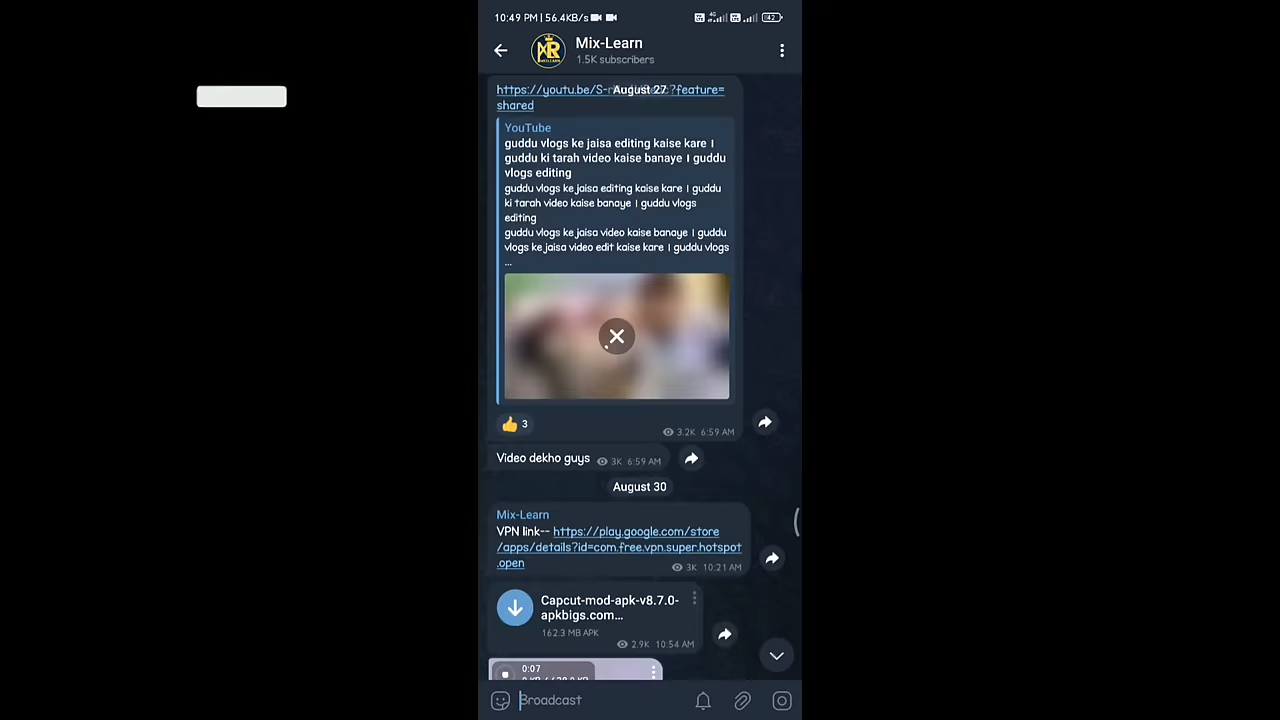 10:49 PM | 56.4KB/s
Mix-Learn
1.5K subscribers
August 27
https://youtu.be/S-
?feature=
shared
YouTube
guddu vlogs ke jaisa editing kaise kare ।
guddu ki tarah video kaise banaye । guddu
vlogs editing
guddu vlogs ke jaisa editing kaise kare । guddu
ki tarah video kaise banaye । guddu vlogs
editing
guddu vlogs ke jaisa video kaise banaye । guddu
vlogs ke jaisa video edit kaise kare । guddu vlogs
...
👍 3
3.2K 6:59 AM
Video dekho guys 3K 6:59 AM
August 30
Mix-Learn
VPN link-- https://play.google.com/store
/apps/details?id=com.free.vpn.super.hotspot
.open
3K 10:21 AM
Capcut-mod-apk-v8.7.0-
apkbigs.com...
162.3 MB APK
2.9K 10:54 AM
0:07
Broadcast